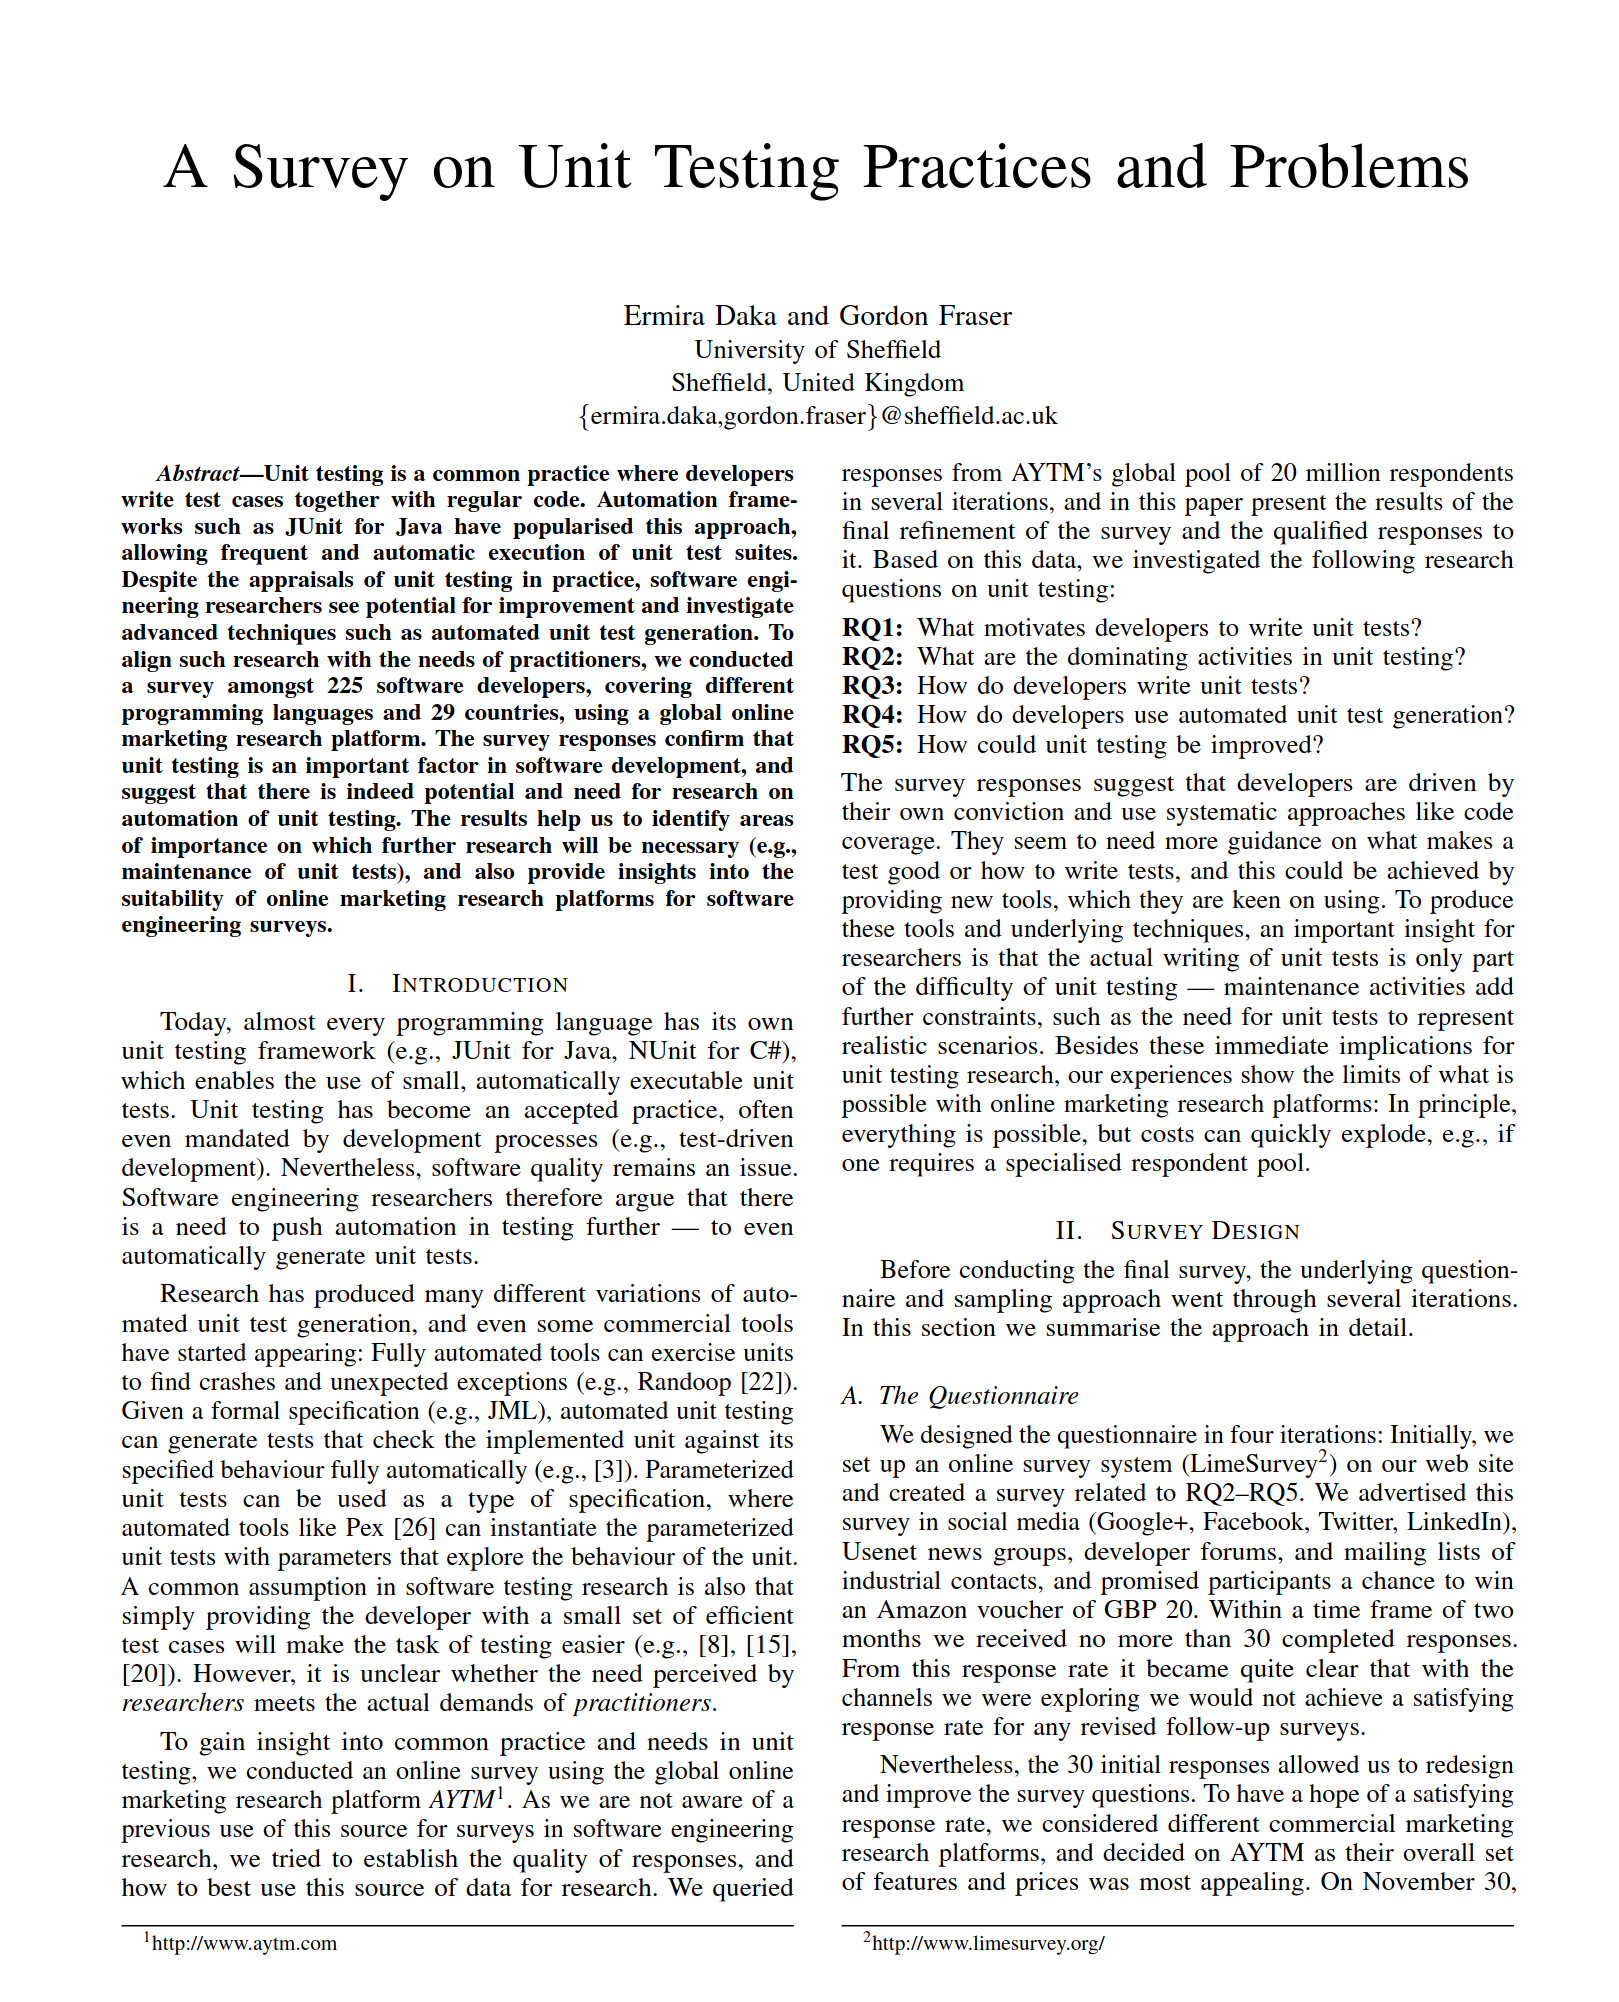 A Survey on Unit Testing Practices and Problems
Ermira Daka and Gordon Fraser
University of Sheffield
Sheffield, United Kingdom
{ermira.daka,gordon.fraser}@sheffield.ac.uk
Abstract—Unit testing is a common practice where developers
write test cases together with regular code. Automation frame-
works such as JUnit for Java have popularised this approach,
allowing frequent and automatic execution of unit test suites.
Despite the appraisals of unit testing in practice, software engi-
neering researchers see potential for improvement and investigate
advanced techniques such as automated unit test generation. To
align such research with the needs of practitioners, we conducted
a survey amongst 225 software developers, covering different
programming languages and 29 countries, using a global online
marketing research platform. The survey responses confirm that
unit testing is an important factor in software development, and
suggest that there is indeed potential and need for research on
automation of unit testing. The results help us to identify areas
of importance on which further research will be necessary (e.g.,
maintenance of unit tests), and also provide insights into the
suitability of online marketing research platforms for software
engineering surveys.
I. INTRODUCTION
Today, almost every programming language has its own
unit testing framework (e.g., JUnit for Java, NUnit for C#),
which enables the use of small, automatically executable unit
tests. Unit testing has become an accepted practice, often
even mandated by development processes (e.g., test-driven
development). Nevertheless, software quality remains an issue.
Software engineering researchers therefore argue that there
is a need to push automation in testing further — to even
automatically generate unit tests.
Research has produced many different variations of auto-
mated unit test generation, and even some commercial tools
have started appearing: Fully automated tools can exercise units
to find crashes and unexpected exceptions (e.g., Randoop [22]).
Given a formal specification (e.g., JML), automated unit testing
can generate tests that check the implemented unit against its
specified behaviour fully automatically (e.g., [3]). Parameterized
unit tests can be used as a type of specification, where
automated tools like Pex [26] can instantiate the parameterized
unit tests with parameters that explore the behaviour of the unit.
A common assumption in software testing research is also that
simply providing the developer with a small set of efficient
test cases will make the task of testing easier (e.g., [8], [15],
[20]). However, it is unclear whether the need perceived by
researchers meets the actual demands of practitioners.
To gain insight into common practice and needs in unit
testing, we conducted an online survey using the global online
marketing research platform AYTM1. As we are not aware of a
previous use of this source for surveys in software engineering
research, we tried to establish the quality of responses, and
how to best use this source of data for research. We queried
1http://www.aytm.com
responses from AYTM's global pool of 20 million respondents
in several iterations, and in this paper present the results of the
final refinement of the survey and the qualified responses to
it. Based on this data, we investigated the following research
questions on unit testing:
RQ1: What motivates developers to write unit tests?
RQ2: What are the dominating activities in unit testing?
RQ3: How do developers write unit tests?
RQ4: How do developers use automated unit test generation?
RQ5: How could unit testing be improved?
The survey responses suggest that developers are driven by
their own conviction and use systematic approaches like code
coverage. They seem to need more guidance on what makes a
test good or how to write tests, and this could be achieved by
providing new tools, which they are keen on using. To produce
these tools and underlying techniques, an important insight for
researchers is that the actual writing of unit tests is only part
of the difficulty of unit testing — maintenance activities add
further constraints, such as the need for unit tests to represent
realistic scenarios. Besides these immediate implications for
unit testing research, our experiences show the limits of what is
possible with online marketing research platforms: In principle,
everything is possible, but costs can quickly explode, e.g., if
one requires a specialised respondent pool.
II. SURVEY DESIGN
Before conducting the final survey, the underlying question-
naire and sampling approach went through several iterations.
In this section we summarise the approach in detail.
A. The Questionnaire
We designed the questionnaire in four iterations: Initially, we
set up an online survey system (LimeSurvey2) on our web site
and created a survey related to RQ2–RQ5. We advertised this
survey in social media (Google+, Facebook, Twitter, LinkedIn),
Usenet news groups, developer forums, and mailing lists of
industrial contacts, and promised participants a chance to win
an Amazon voucher of GBP 20. Within a time frame of two
months we received no more than 30 completed responses.
From this response rate it became quite clear that with the
channels we were exploring we would not achieve a satisfying
response rate for any revised follow-up surveys.
Nevertheless, the 30 initial responses allowed us to redesign
and improve the survey questions. To have a hope of a satisfying
response rate, we considered different commercial marketing
research platforms, and decided on AYTM as their overall set
of features and prices was most appealing. On November 30,
2http://www.limesurvey.org/